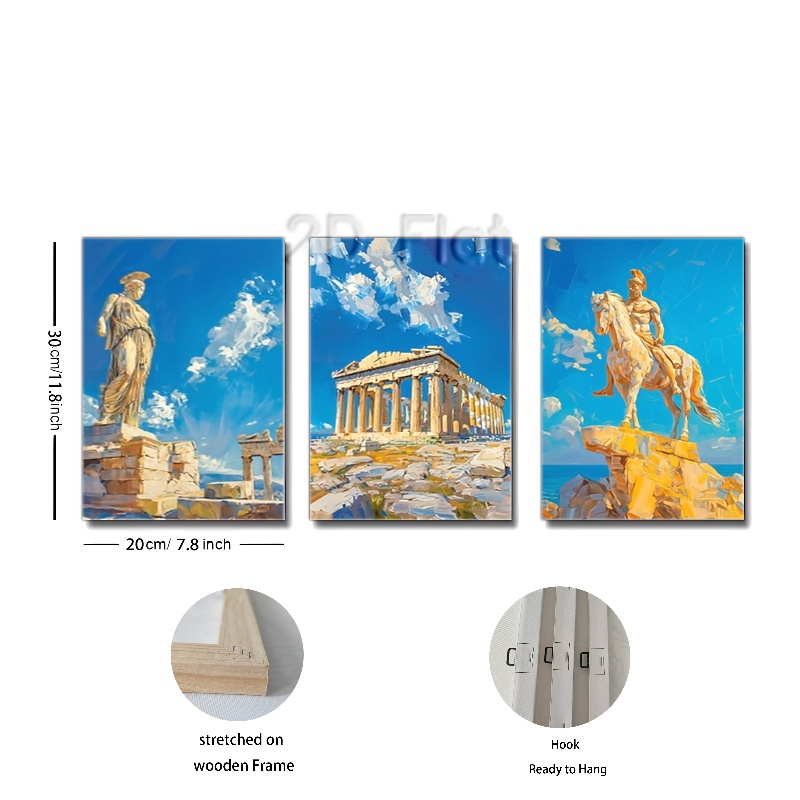 2D Flat
30cm/11.8inch
20cm/ 7.8 inch
stretched on
wooden Frame
Hook
Ready to Hang